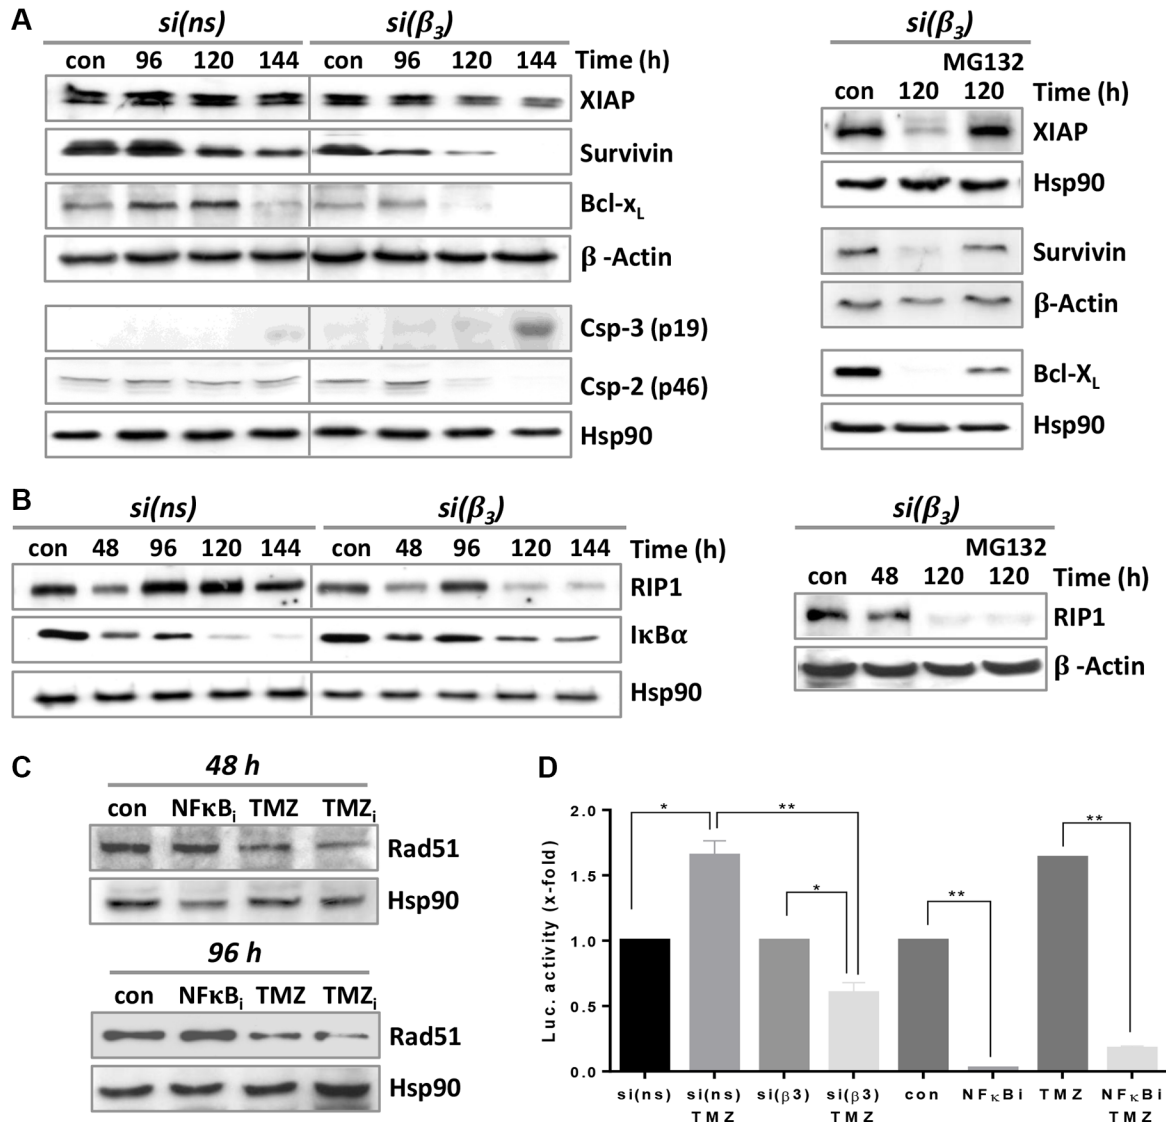 A
si(ns) si(β3)
con 96 120 144 con 96 120 144 Time (h)
XIAP
Survivin
Bcl-xL
β -Actin
Csp-3 (p19)
Csp-2 (p46)
Hsp90
si(β3)
MG132
con 120 120 Time (h)
XIAP
Hsp90
Survivin
β-Actin
Bcl-XL
Hsp90
B
si(ns) si(β3)
con 48 96 120 144 con 48 96 120 144 Time (h)
RIP1
IκBα
Hsp90
si(β3)
MG132
con 48 120 120 Time (h)
RIP1
β -Actin
C
48 h
con NFκBi TMZ TMZi
Rad51
Hsp90
96 h
con NFκBi TMZ TMZi
Rad51
Hsp90
D
Luc. activity (x-fold)
2.0
1.5
1.0
0.5
0.0
* ** * ** **
si(ns) si(ns) si(β3) si(β3) con NFκBi TMZ NFκBi
TMZ TMZ TMZ